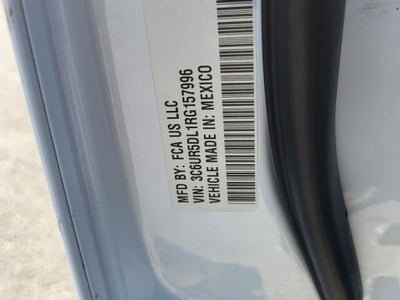 MFD BY: FCA US LLC
VIN: 3C6UR5DL1RG157996
VEHICLE MADE IN: MEXICO